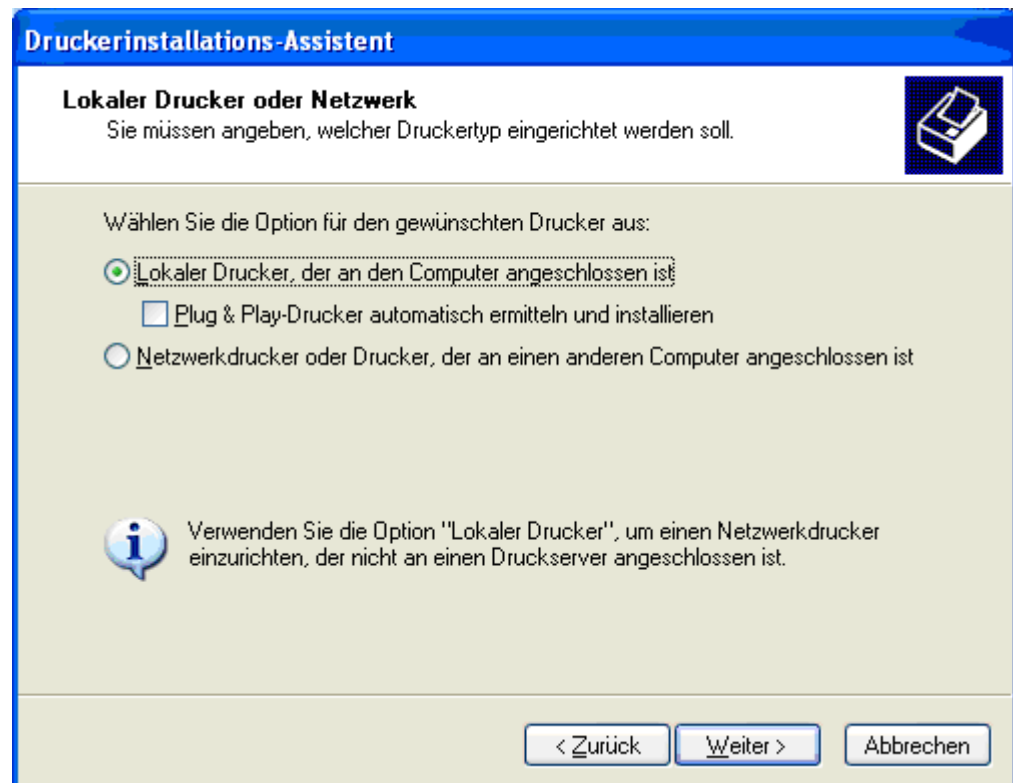 Druckerinstallations-Assistent
Lokaler Drucker oder Netzwerk
Sie müssen angeben, welcher Druckertyp eingerichtet werden soll.
Wählen Sie die Option für den gewünschten Drucker aus:
Lokaler Drucker, der an den Computer angeschlossen ist
Plug & Play-Drucker automatisch ermitteln und installieren
Netzwerkdrucker oder Drucker, der an einen anderen Computer angeschlossen ist
Verwenden Sie die Option "Lokaler Drucker", um einen Netzwerkdrucker
einzurichten, der nicht an einen Druckserver angeschlossen ist.
< Zurück Weiter > Abbrechen